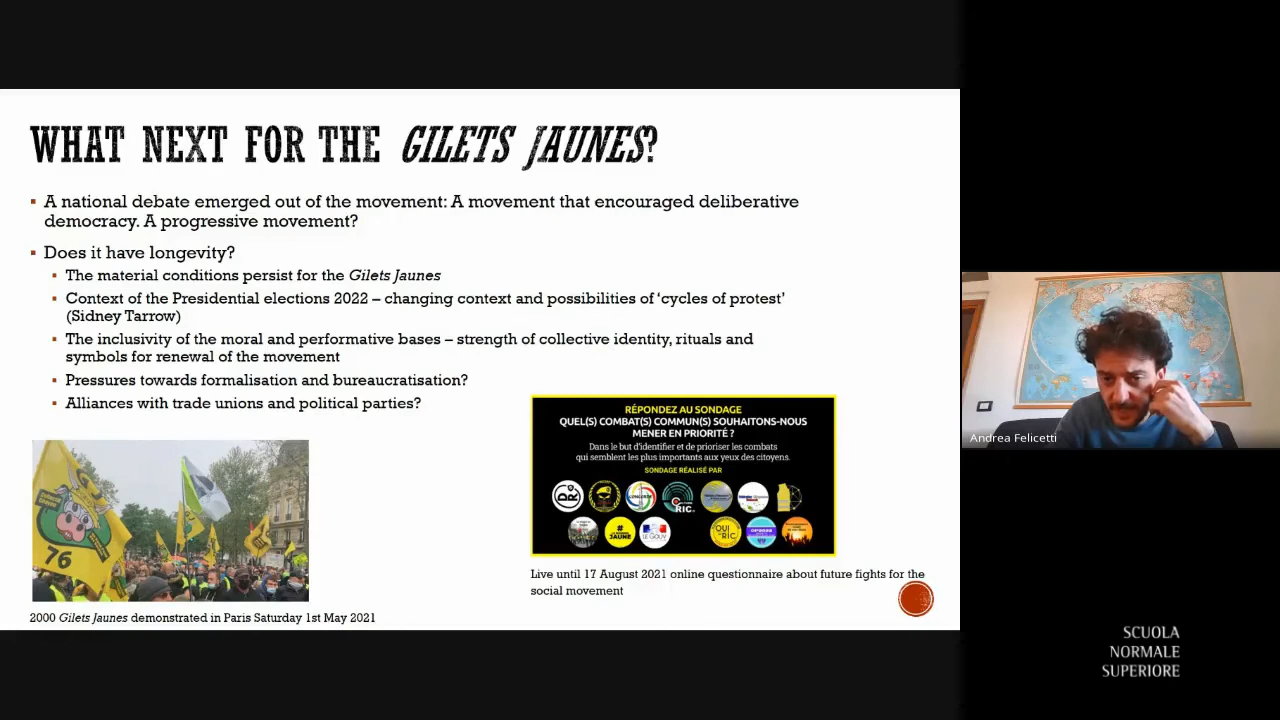 WHAT NEXT FOR THE GILETS JAUNES?
A national debate emerged out of the movement: A movement that encouraged deliberative
democracy. A progressive movement?
Does it have longevity?
The material conditions persist for the Gilets Jaunes
Context of the Presidential elections 2022 – changing context and possibilities of ‘cycles of protest’
(Sidney Tarrow)
The inclusivity of the moral and performative bases – strength of collective identity, rituals and
symbols for renewal of the movement
Pressures towards formalisation and bureaucratisation?
Alliances with trade unions and political parties?
76
2000 Gilets Jaunes demonstrated in Paris Saturday 1st May 2021
RÉPONDEZ AU SONDAGE
QUEL(S) COMBAT(S) COMMUN(S) SOUHAITONS-NOUS
MENER EN PRIORITÉ ?
Dans le but d'identifier et de prioriser les combats
qui semblent les plus importants aux yeux des citoyens.
SONDAGE RÉALISÉ PAR
RIC
#
JAUNE
LE GOUV
OUI
RIC
Live until 17 August 2021 online questionnaire about future fights for the
social movement
Andrea Felicetti
SCUOLA
NORMALE
SUPERIORE